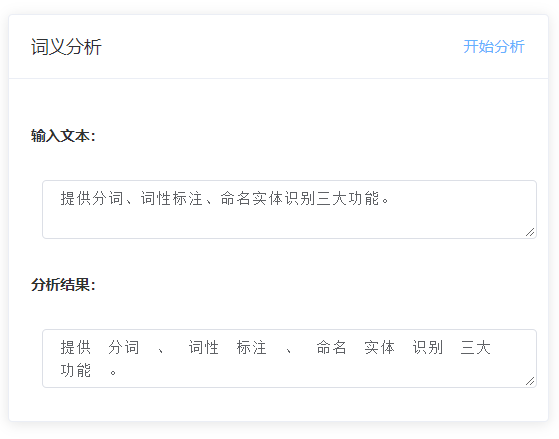 词义分析 开始分析
输入文本:
提供分词、词性标注、命名实体识别三大功能。
分析结果:
提供 分词 、 词性 标注 、 命名 实体 识别 三大
功能 。